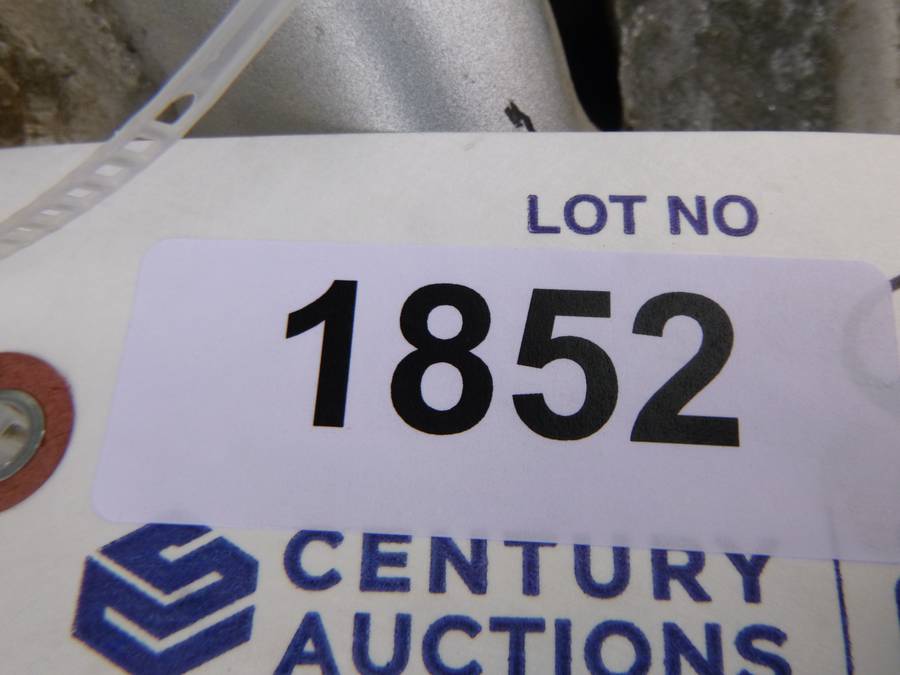 LOT NO
1852
CENTURY
AUCTIONS